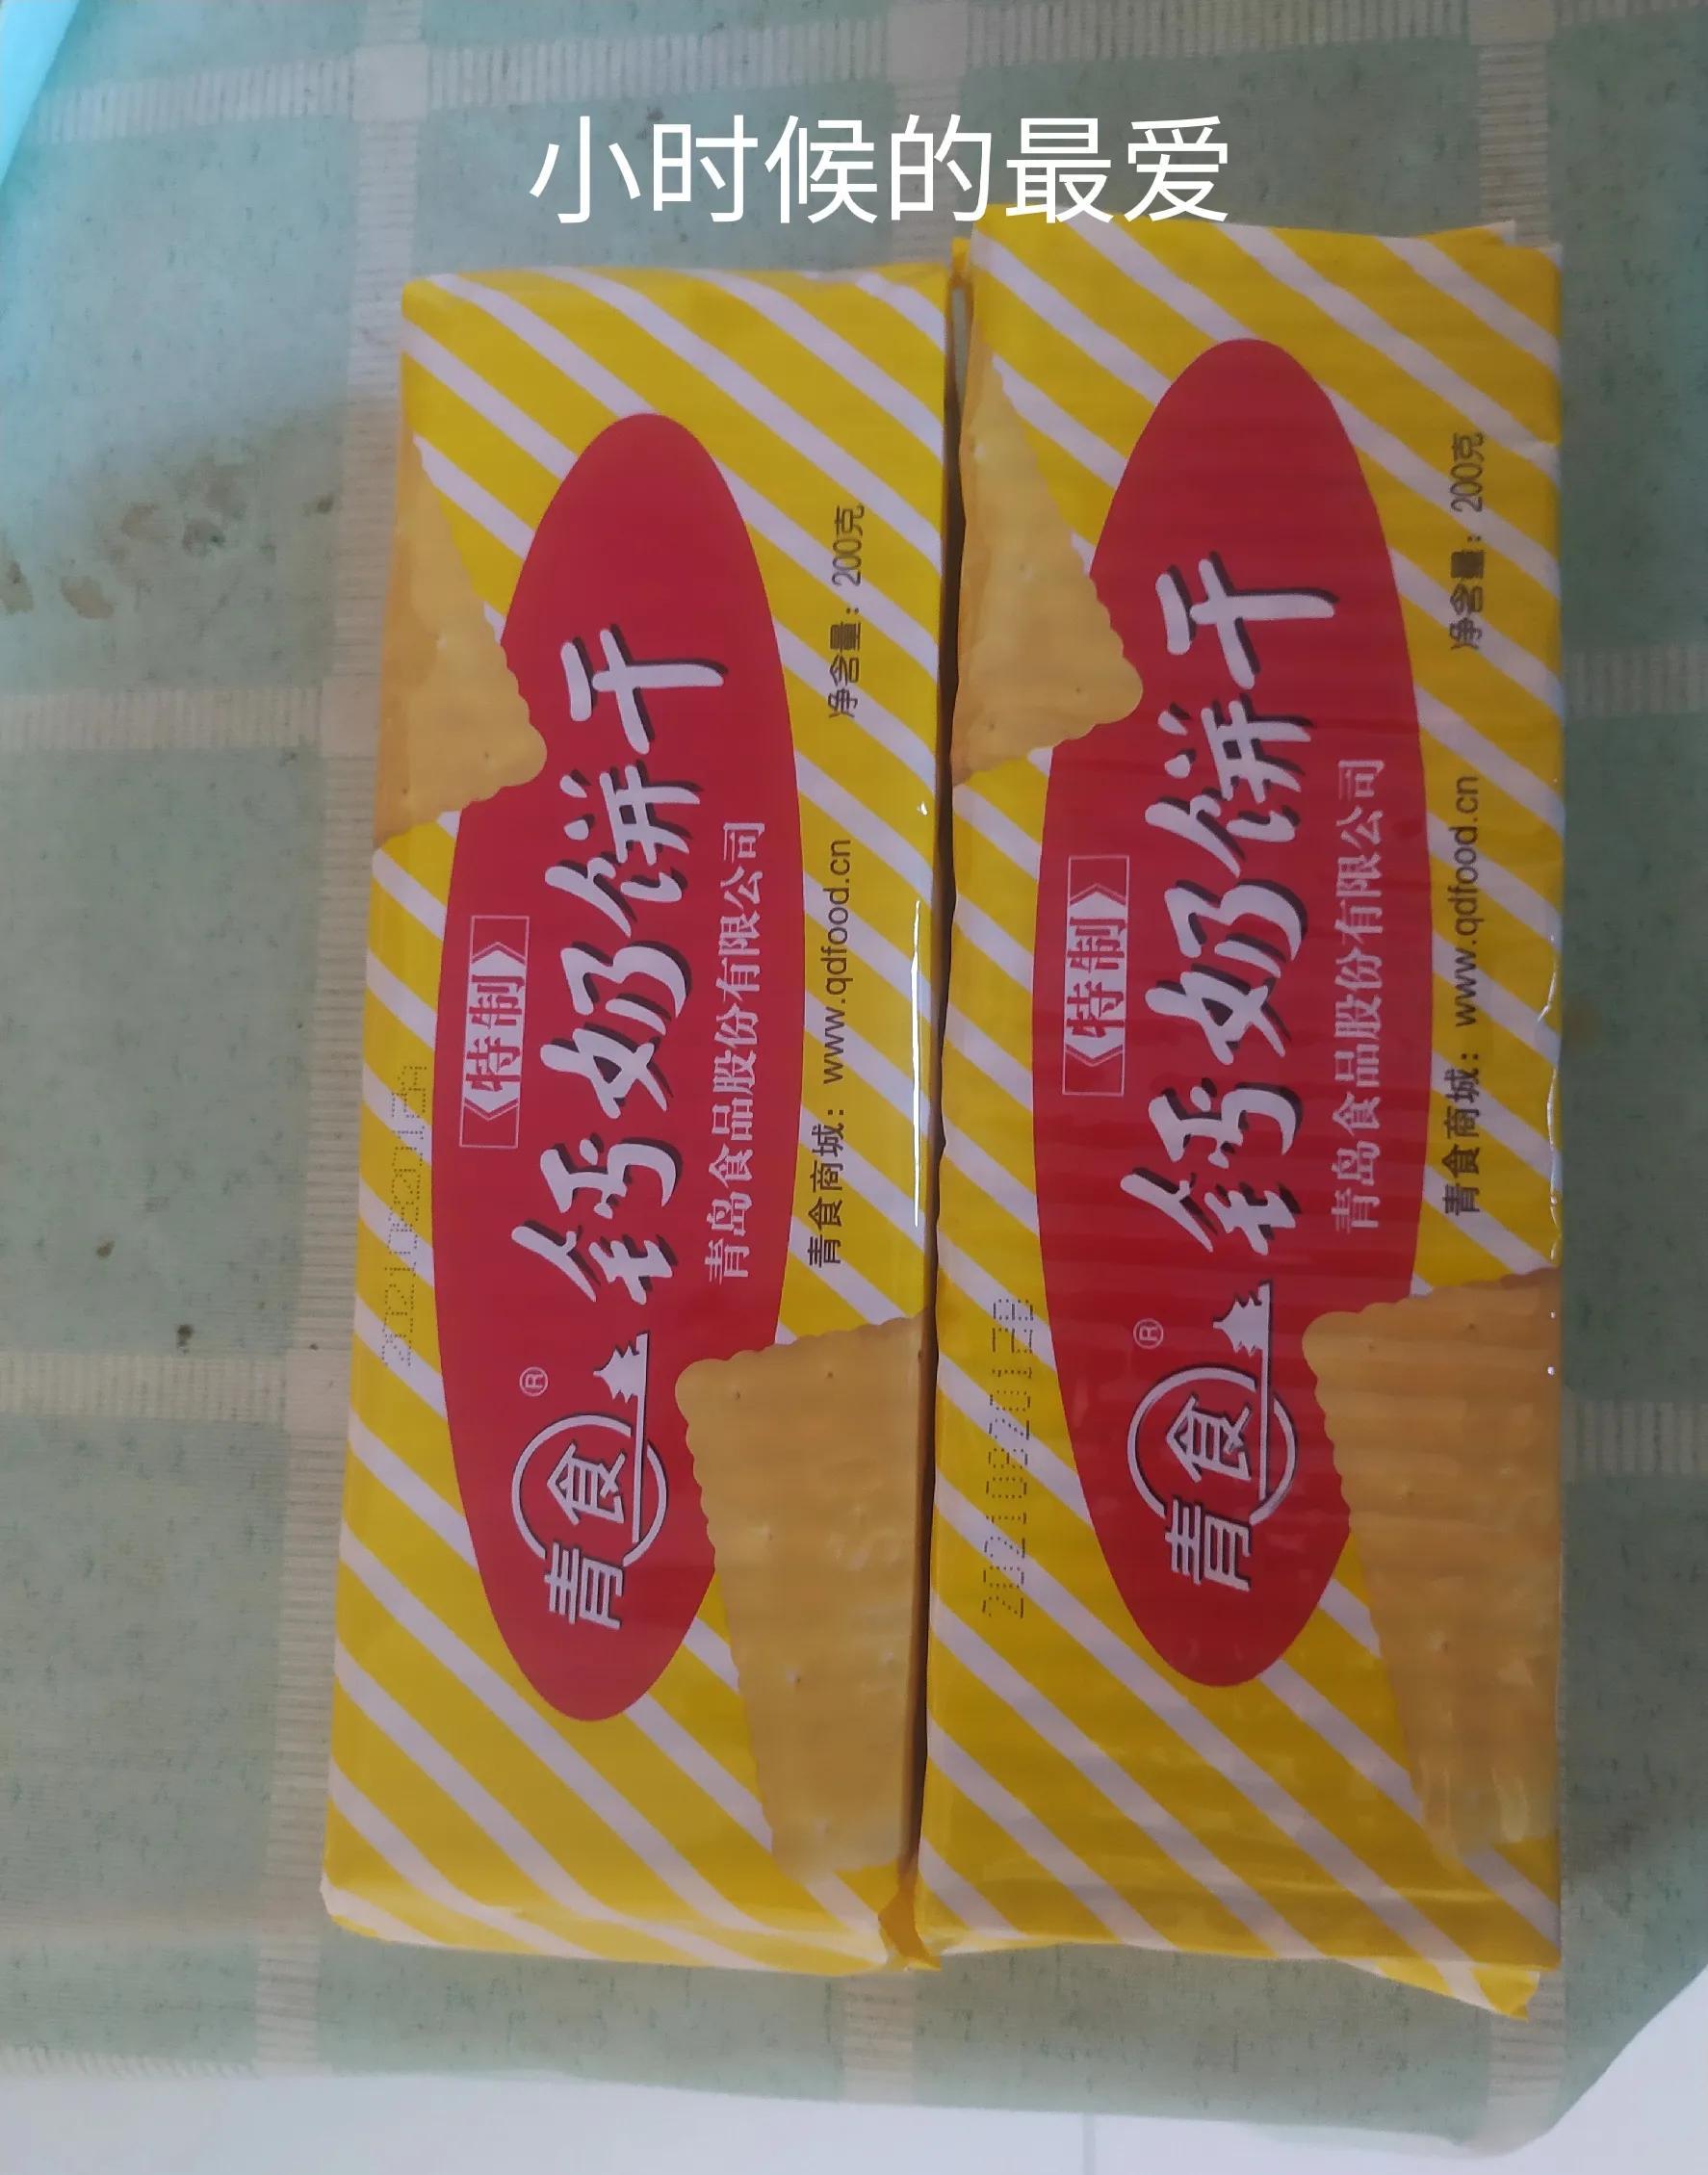 小时候的最爱
《特制》
青食®
钙奶饼干
青岛食品股份有限公司
青食商城：www.qdfood.cn
净含量：200克
《特制》
青食®
钙奶饼干
青岛食品股份有限公司
青食商城：www.qdfood.cn
净含量：200克